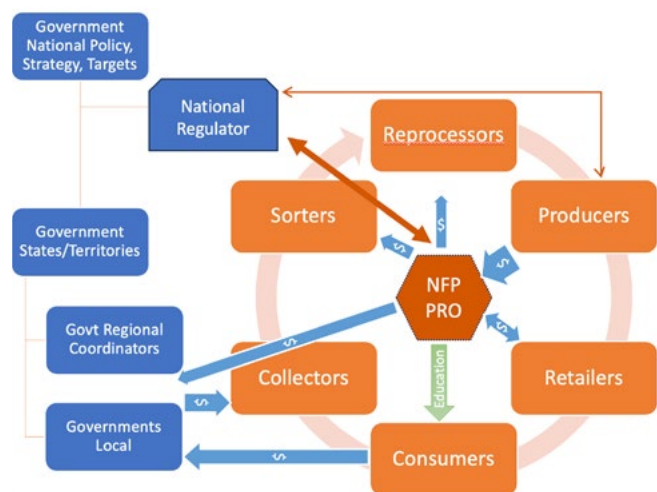 Government
National Policy,
Strategy, Targets
National
Regulator
Reprocessors
Sorters
Producers
Government
States/Territories
$
$
$
NFP
PRO
$
Govt Regional
Coordinators
$
Collectors
Education
Retailers
$
Governments
Local
$
Consumers